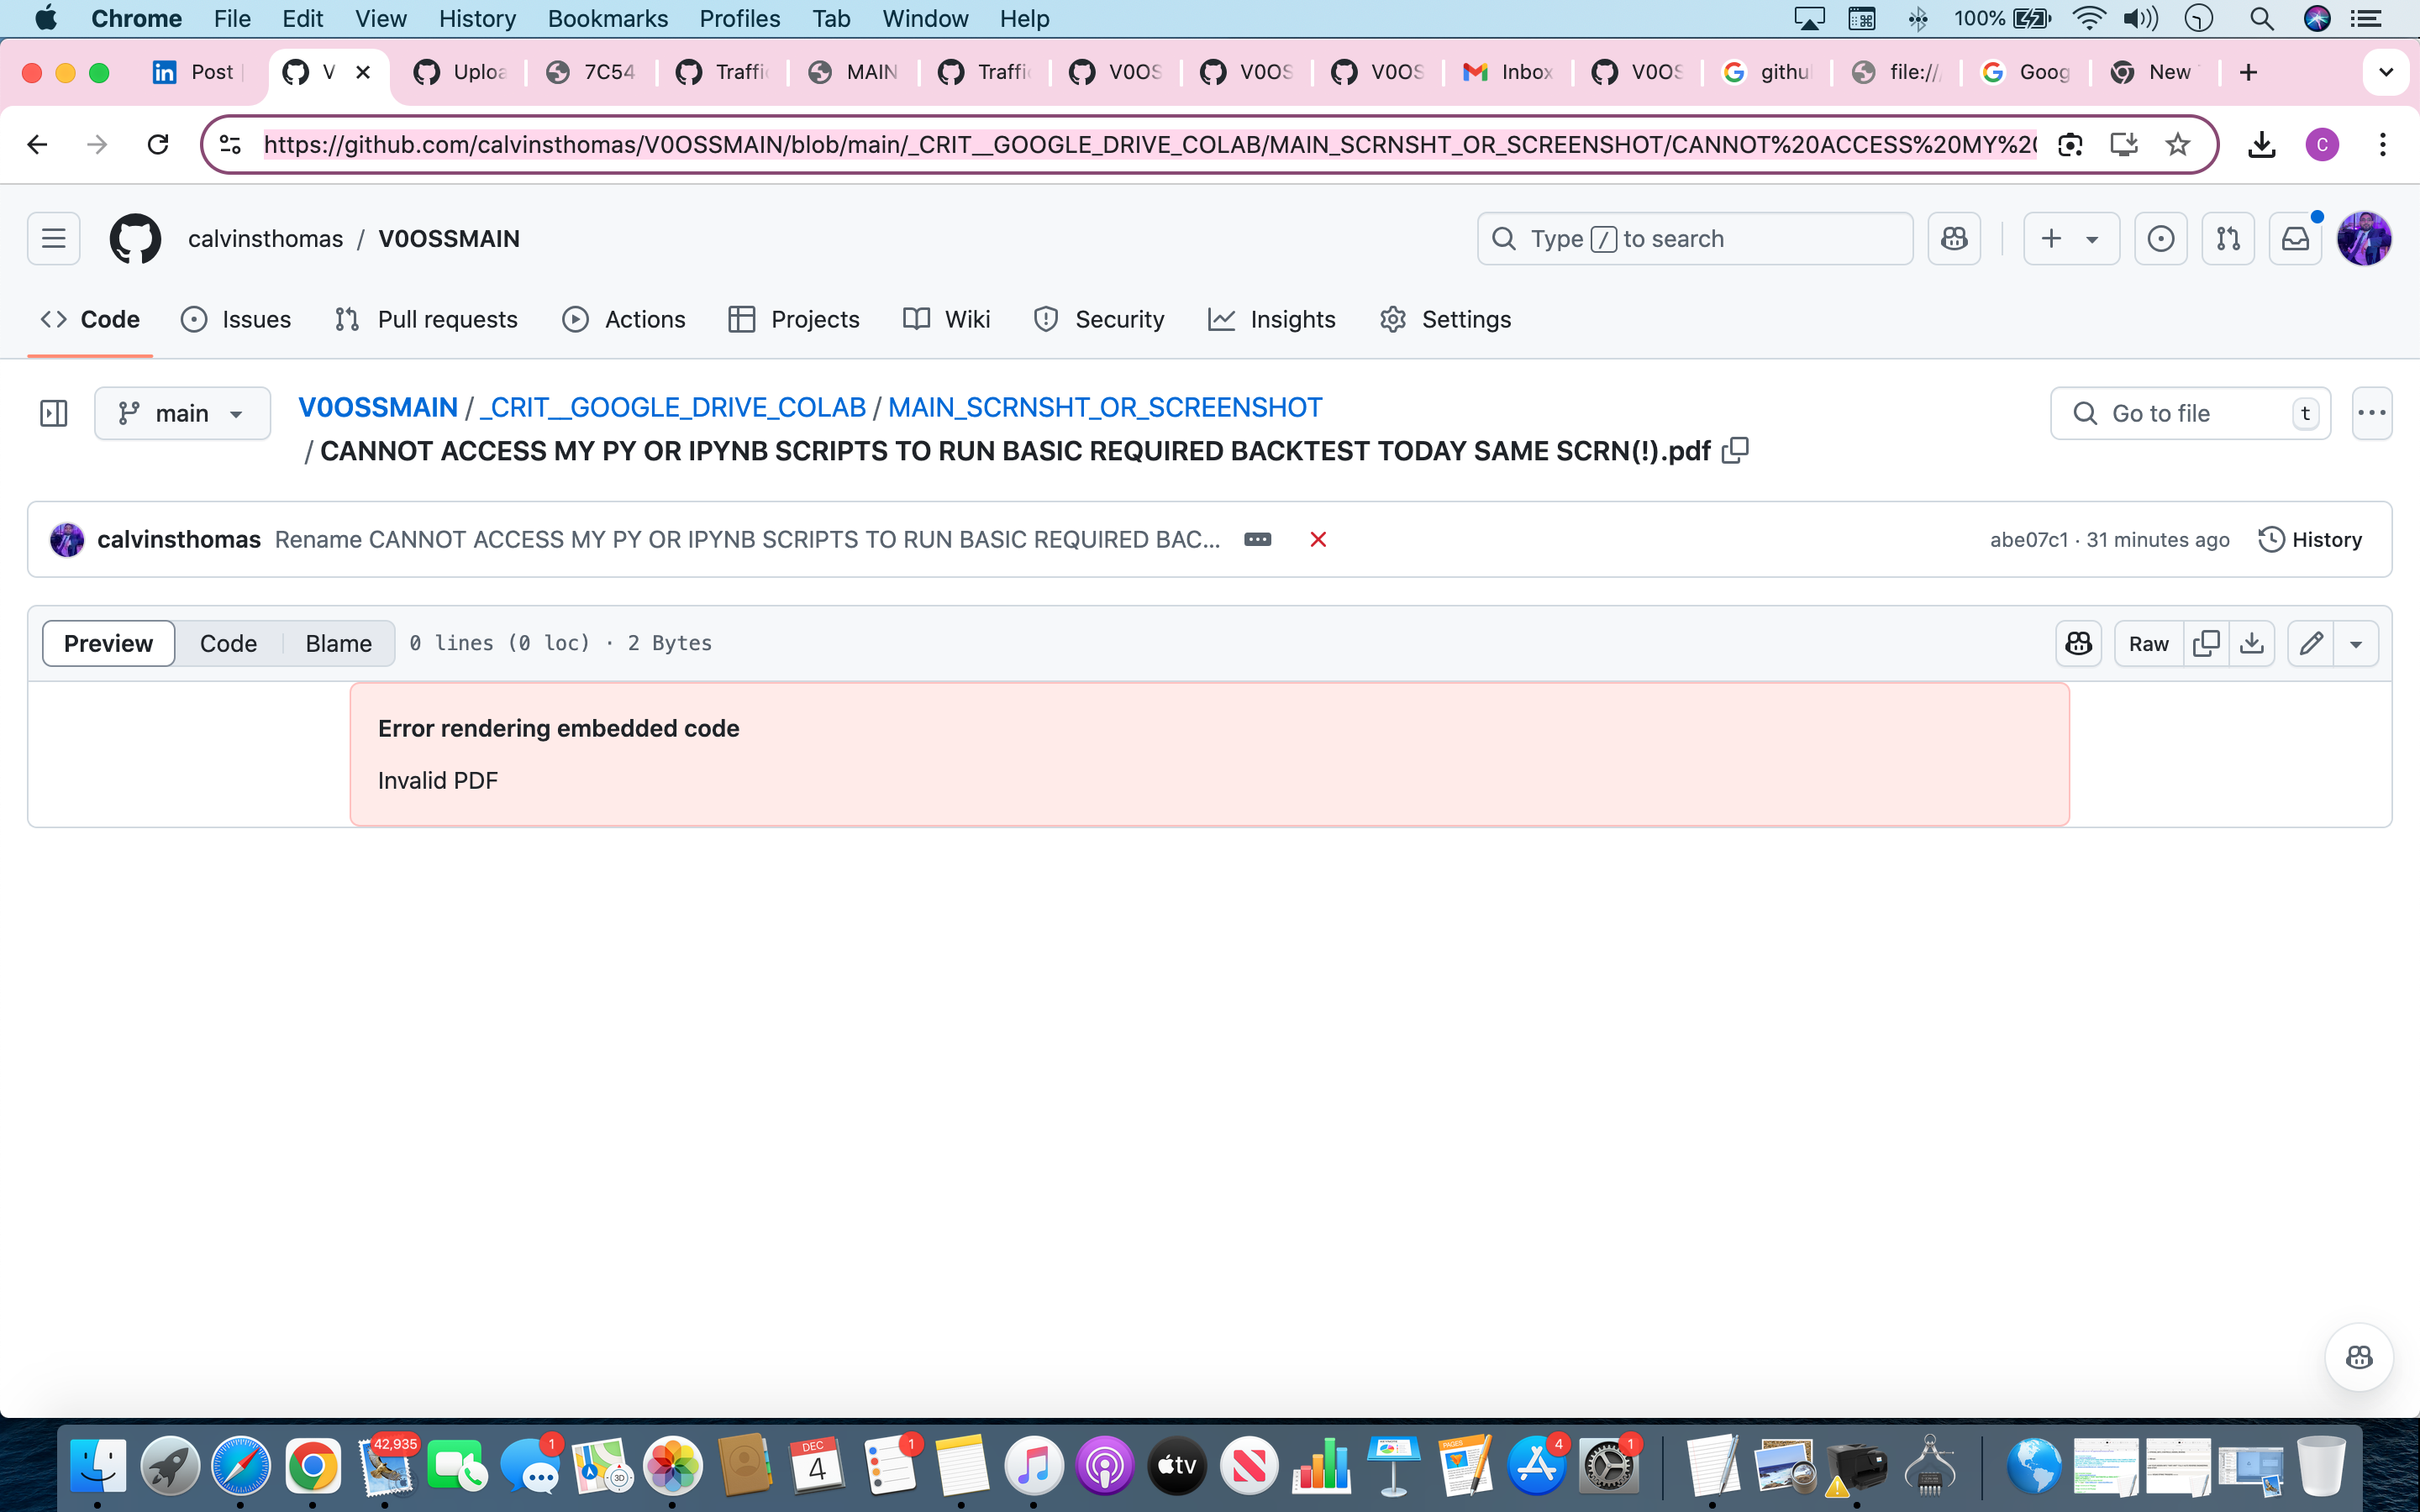 Chrome File Edit View History Bookmarks Profiles Tab Window Help 100%
Post V Uploa 7C54 Traffi MAIN Traffi V0OS V0OS V0OS Inbox V0OS githu file:// Goog New
https://github.com/calvinsthomas/V0OSSMAIN/blob/main/_CRIT__GOOGLE_DRIVE_COLAB/MAIN_SCRNSHT_OR_SCREENSHOT/CANNOT%20ACCESS%20MY%20 C
calvinsthomas / V0OSSMAIN Type / to search
Code Issues Pull requests Actions Projects Wiki Security Insights Settings
main V0OSSMAIN / _CRIT__GOOGLE_DRIVE_COLAB / MAIN_SCRNSHT_OR_SCREENSHOT Go to file t
/ CANNOT ACCESS MY PY OR IPYNB SCRIPTS TO RUN BASIC REQUIRED BACKTEST TODAY SAME SCRN(!).pdf
calvinsthomas Rename CANNOT ACCESS MY PY OR IPYNB SCRIPTS TO RUN BASIC REQUIRED BAC... abe07c1 · 31 minutes ago History
Preview Code Blame 0 lines (0 loc) · 2 Bytes Raw
Error rendering embedded code
Invalid PDF
42,935 1 3D DEC 4 1 tv PAGES 4 1